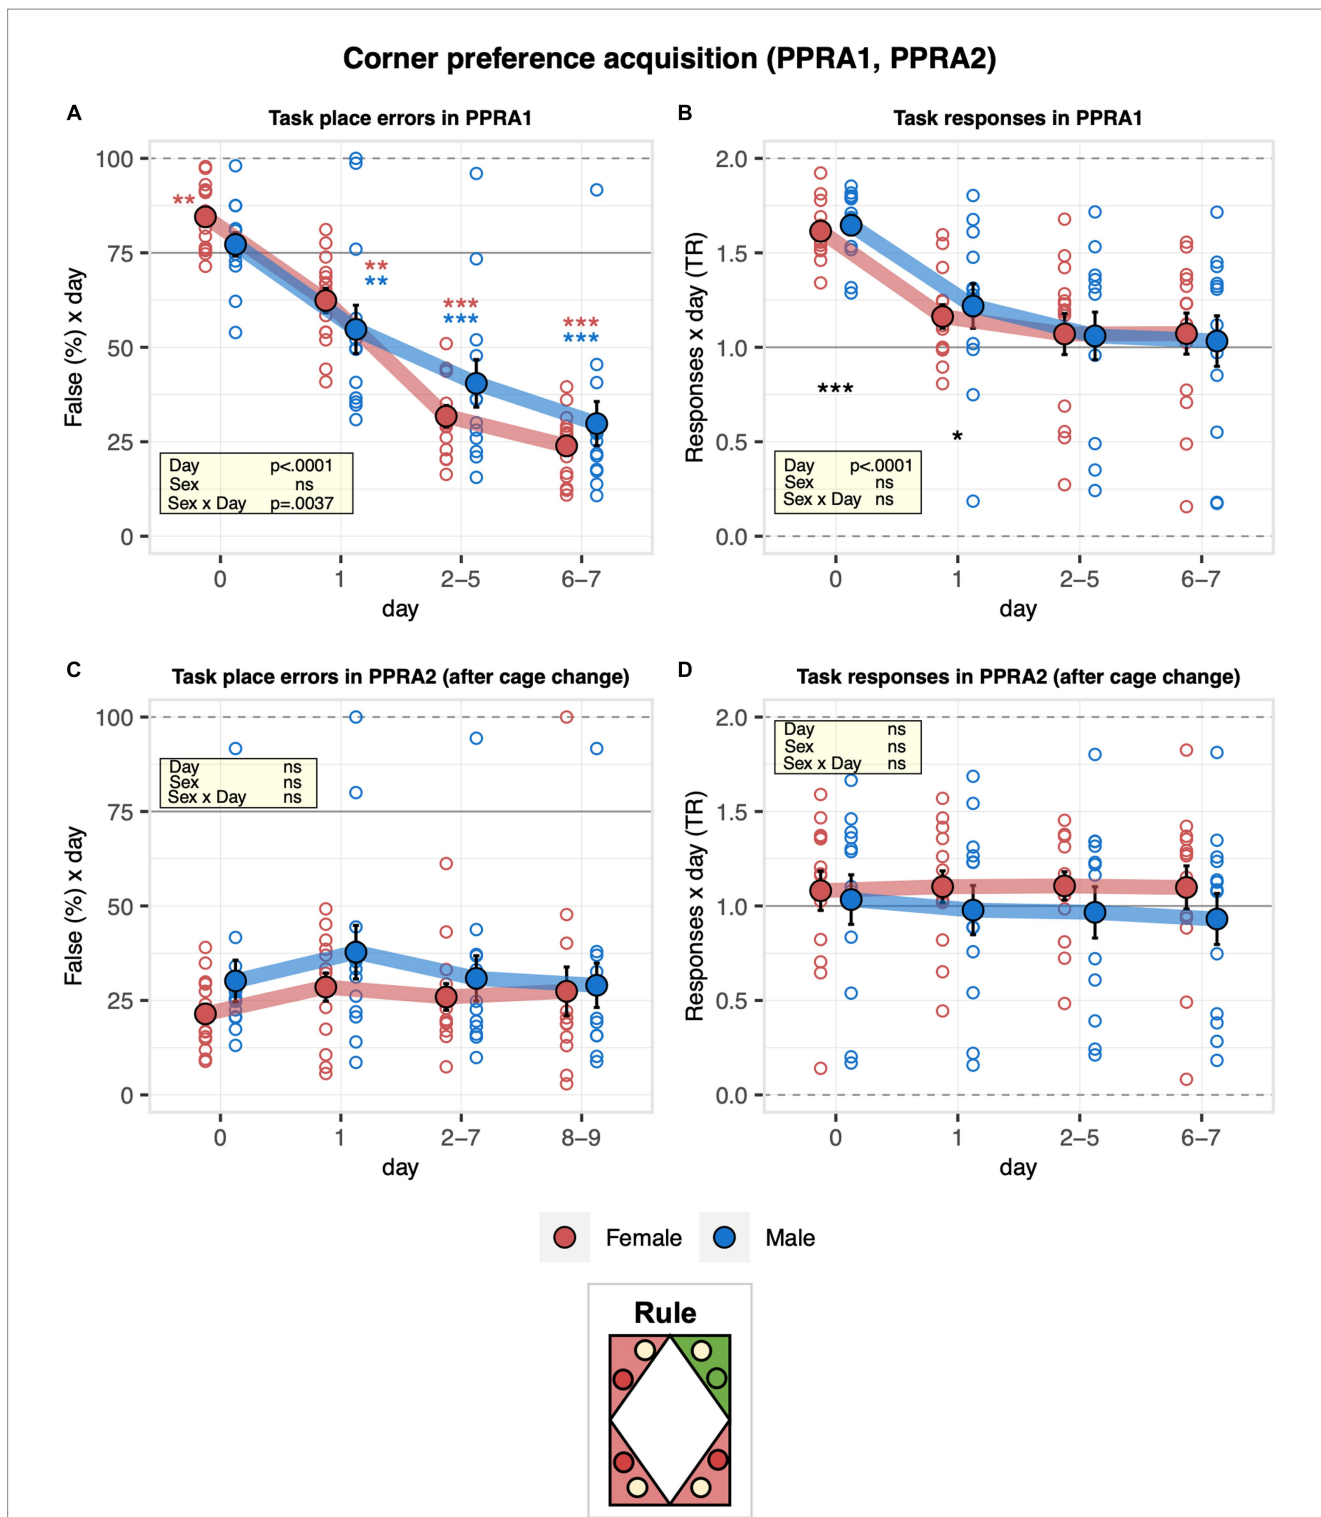 Corner preference acquisition (PPRA1, PPRA2)
A
Task place errors in PPRA1
False (%) x day
100
75
50
25
0
**
**
**
***
***
***
***
Day p<.0001
Sex ns
Sex x Day p=.0037
0 1 2–5 6–7
day
B
Task responses in PPRA1
Responses x day (TR)
2.0
1.5
1.0
0.5
0.0
***
*
Day p<.0001
Sex ns
Sex x Day ns
0 1 2–5 6–7
day
C
Task place errors in PPRA2 (after cage change)
False (%) x day
100
75
50
25
0
Day ns
Sex ns
Sex x Day ns
0 1 2–7 8–9
day
D
Task responses in PPRA2 (after cage change)
Responses x day (TR)
2.0
1.5
1.0
0.5
0.0
Day ns
Sex ns
Sex x Day ns
0 1 2–5 6–7
day
Female Male
Rule